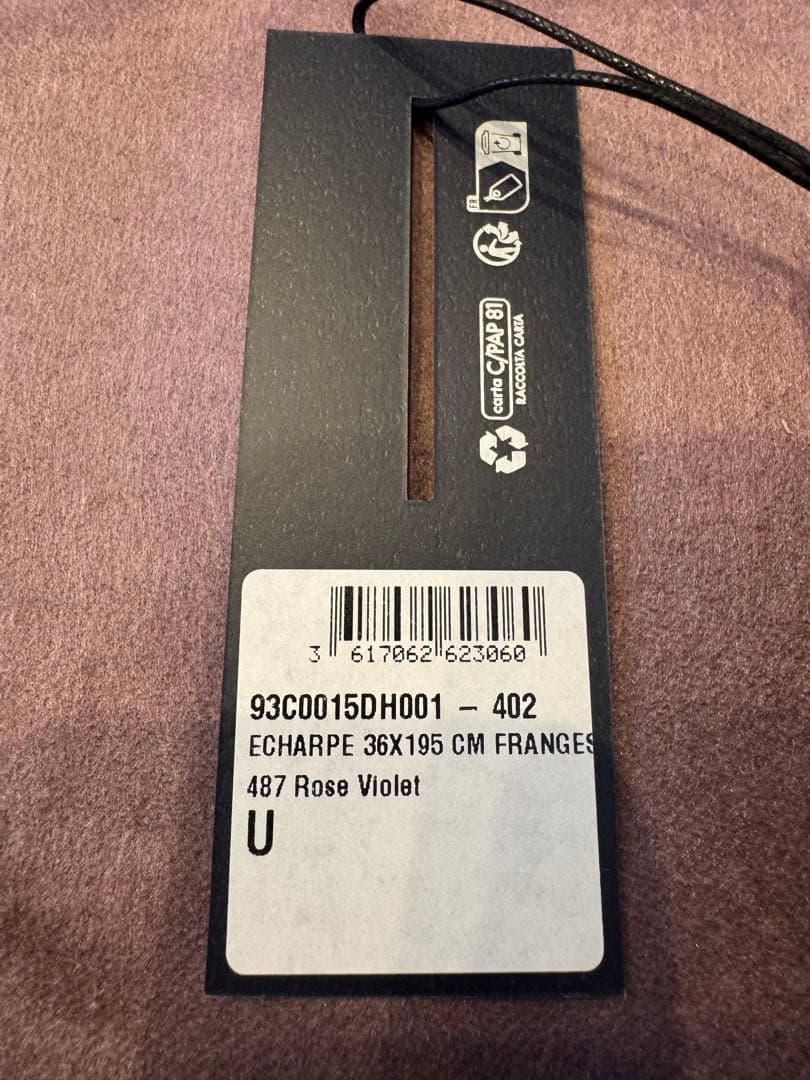 FR
carta C/PAP 81
RACCOLTA CARTA
3 617062 623060
93C0015DH001 – 402
ECHARPE 36X195 CM FRANGES
487 Rose Violet
U